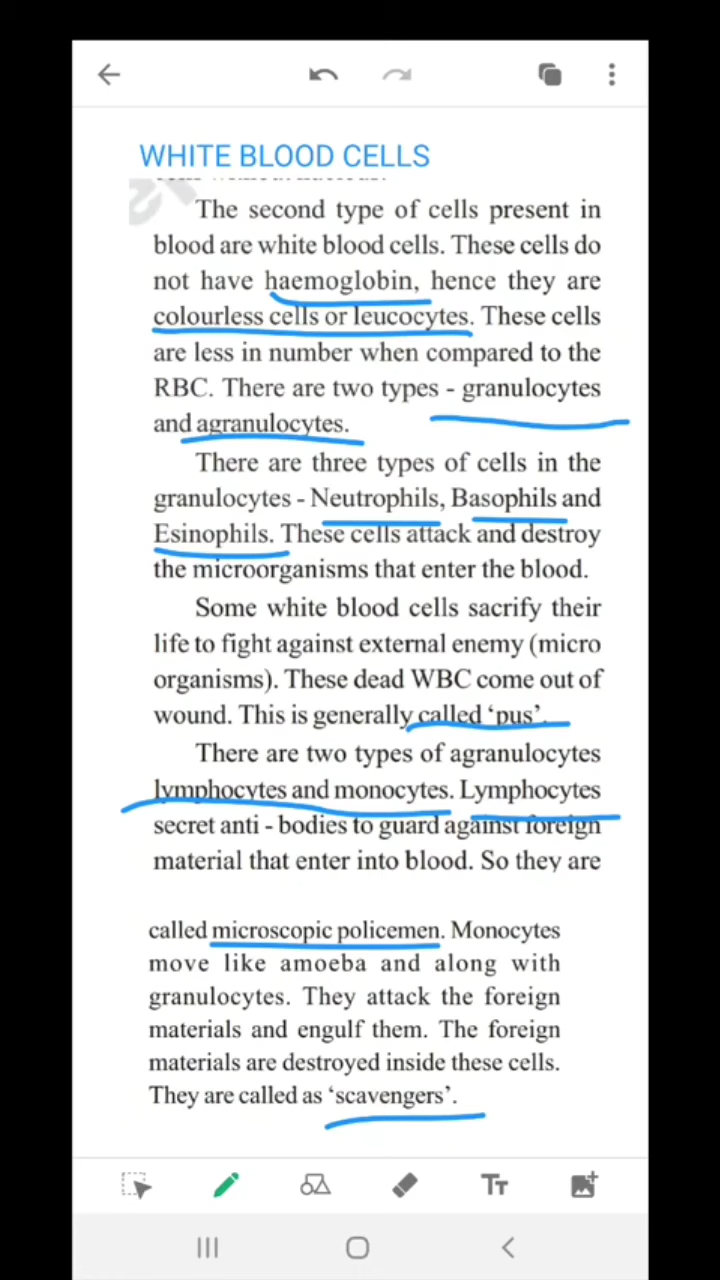 WHITE BLOOD CELLS
The second type of cells present in
blood are white blood cells. These cells do
not have haemoglobin, hence they are
colourless cells or leucocytes. These cells
are less in number when compared to the
RBC. There are two types - granulocytes
and agranulocytes.
There are three types of cells in the
granulocytes - Neutrophils, Basophils and
Esinophils. These cells attack and destroy
the microorganisms that enter the blood.
Some white blood cells sacrify their
life to fight against external enemy (micro
organisms). These dead WBC come out of
wound. This is generally called ‘pus’.
There are two types of agranulocytes
lymphocytes and monocytes. Lymphocytes
secret anti - bodies to guard against foreign
material that enter into blood. So they are
called microscopic policemen. Monocytes
move like amoeba and along with
granulocytes. They attack the foreign
materials and engulf them. The foreign
materials are destroyed inside these cells.
They are called as ‘scavengers’.
TT